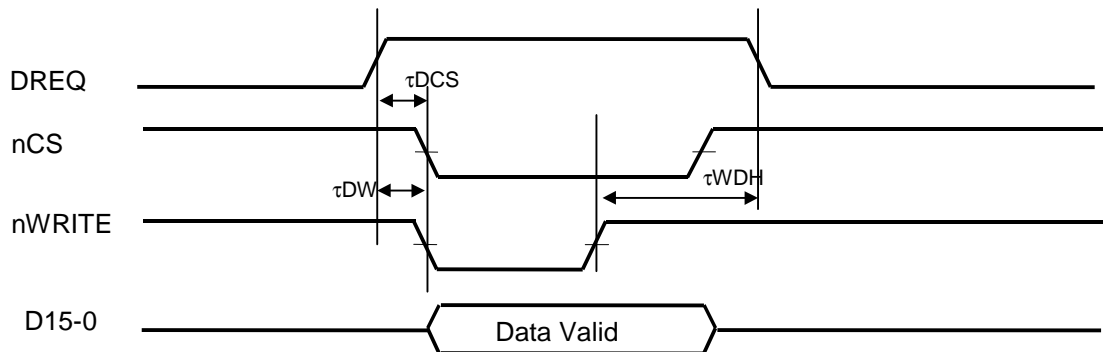 DREQ
τDCS
nCS
τDW
τWDH
nWRITE
D15-0
Data Valid